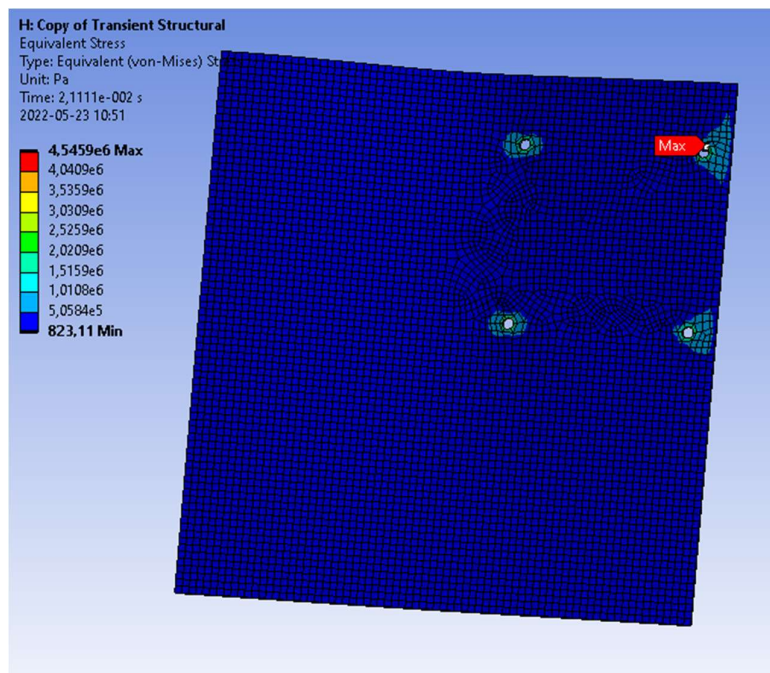 H: Copy of Transient Structural
Equivalent Stress
Type: Equivalent (von-Mises) St
Unit: Pa
Time: 2,1111e-002 s
2022-05-23 10:51
Max
4,5459e6 Max
4,0409e6
3,5359e6
3,0309e6
2,5259e6
2,0209e6
1,5159e6
1,0108e6
5,0584e5
823,11 Min